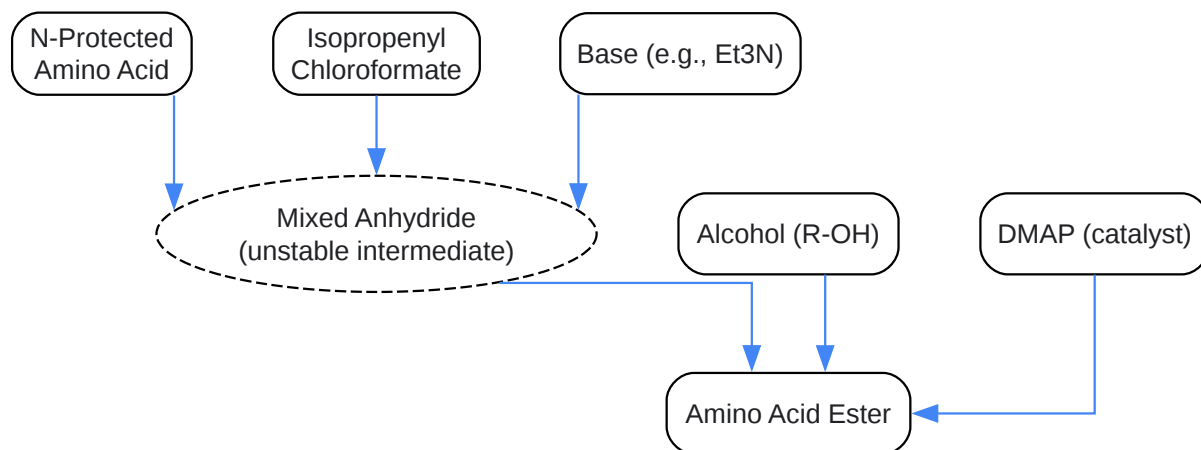 N-Protected
Amino Acid
Isopropenyl
Chloroformate
Base (e.g., Et3N)
Mixed Anhydride
(unstable intermediate)
Alcohol (R-OH)
DMAP (catalyst)
Amino Acid Ester